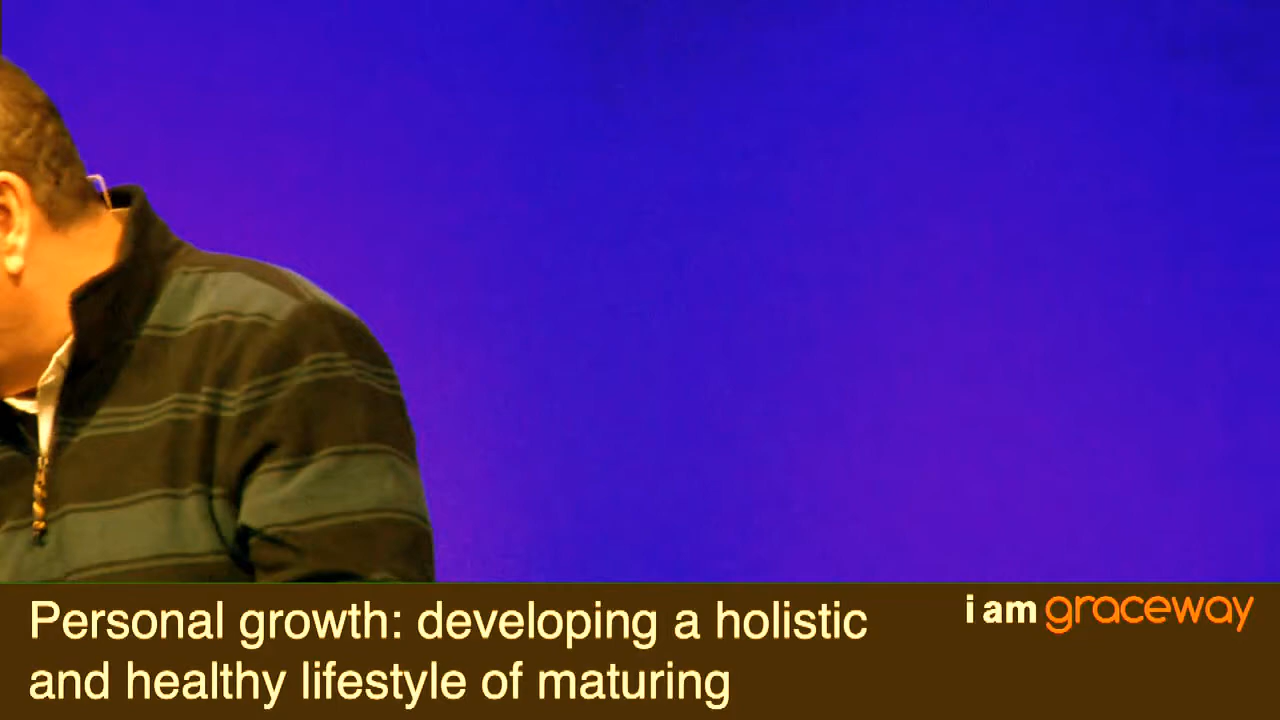 Personal growth: developing a holistic
and healthy lifestyle of maturing
i am graceway